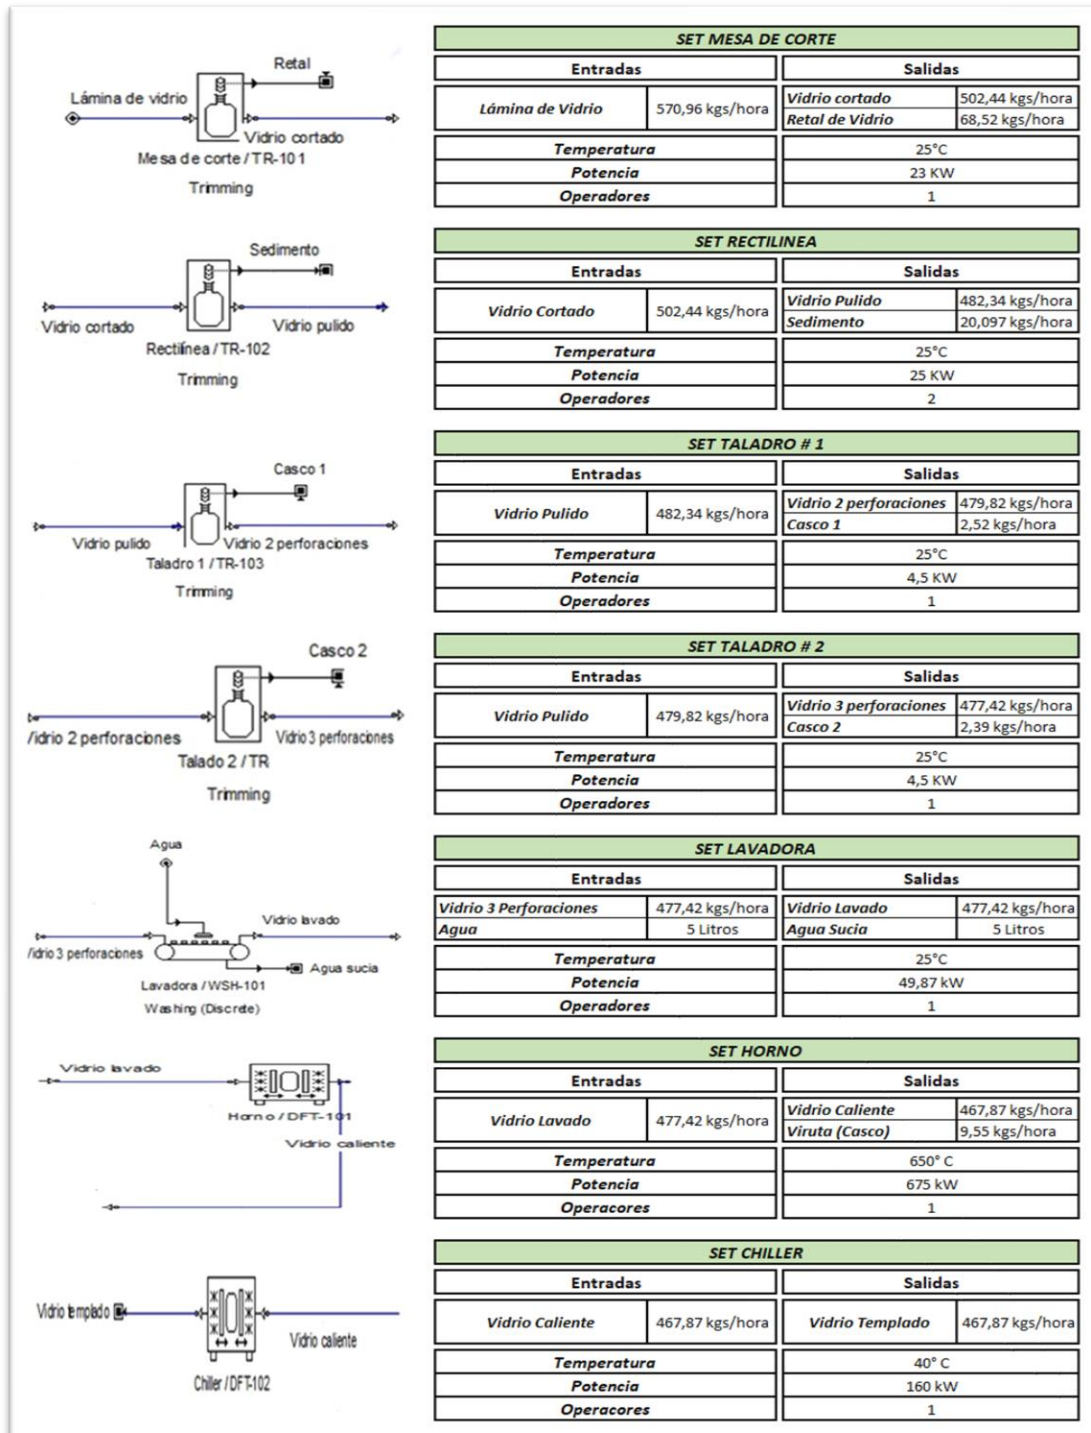 Retal
Lámina de vidrio
Vidrio cortado
Mesa de corte / TR-101
Trimming
SET MESA DE CORTE
Entradas Salidas
Lámina de Vidrio 570,96 kgs/hora Vidrio cortado 502,44 kgs/hora
Retal de Vidrio 68,52 kgs/hora
Temperatura 25°C
Potencia 23 KW
Operadores 1
Sedimento
Vidrio cortado Vidrio pulido
Rectilínea / TR-102
Trimming
SET RECTILINEA
Entradas Salidas
Vidrio Cortado 502,44 kgs/hora Vidrio Pulido 482,34 kgs/hora
Sedimento 20,097 kgs/hora
Temperatura 25°C
Potencia 25 KW
Operadores 2
Casco 1
Vidrio pulido Vidrio 2 perforaciones
Taladro 1 / TR-103
Trimming
SET TALADRO # 1
Entradas Salidas
Vidrio Pulido 482,34 kgs/hora Vidrio 2 perforaciones 479,82 kgs/hora
Casco 1 2,52 kgs/hora
Temperatura 25°C
Potencia 4,5 KW
Operadores 1
Casco 2
/idrio 2 perforaciones Vidrio 3 perforaciones
Talado 2 / TR
Trimming
SET TALADRO # 2
Entradas Salidas
Vidrio Pulido 479,82 kgs/hora Vidrio 3 perforaciones 477,42 kgs/hora
Casco 2 2,39 kgs/hora
Temperatura 25°C
Potencia 4,5 KW
Operadores 1
Agua
Vidrio lavado
/idrio 3 perforaciones
Agua sucia
Lavadora / WSH-101
Washing (Discrete)
SET LAVADORA
Entradas Salidas
Vidrio 3 Perforaciones 477,42 kgs/hora Vidrio Lavado 477,42 kgs/hora
Agua 5 Litros Agua Sucia 5 Litros
Temperatura 25°C
Potencia 49,87 kW
Operadores 1
Vidrio lavado
Horno / DFT-101
Vidrio caliente
SET HORNO
Entradas Salidas
Vidrio Lavado 477,42 kgs/hora Vidrio Caliente 467,87 kgs/hora
Viruta (Casco) 9,55 kgs/hora
Temperatura 650° C
Potencia 675 kW
Operacores 1
Vidrio templado
Vidrio caliente
Chiller / DFT-102
SET CHILLER
Entradas Salidas
Vidrio Caliente 467,87 kgs/hora Vidrio Templado 467,87 kgs/hora
Temperatura 40° C
Potencia 160 kW
Operacores 1